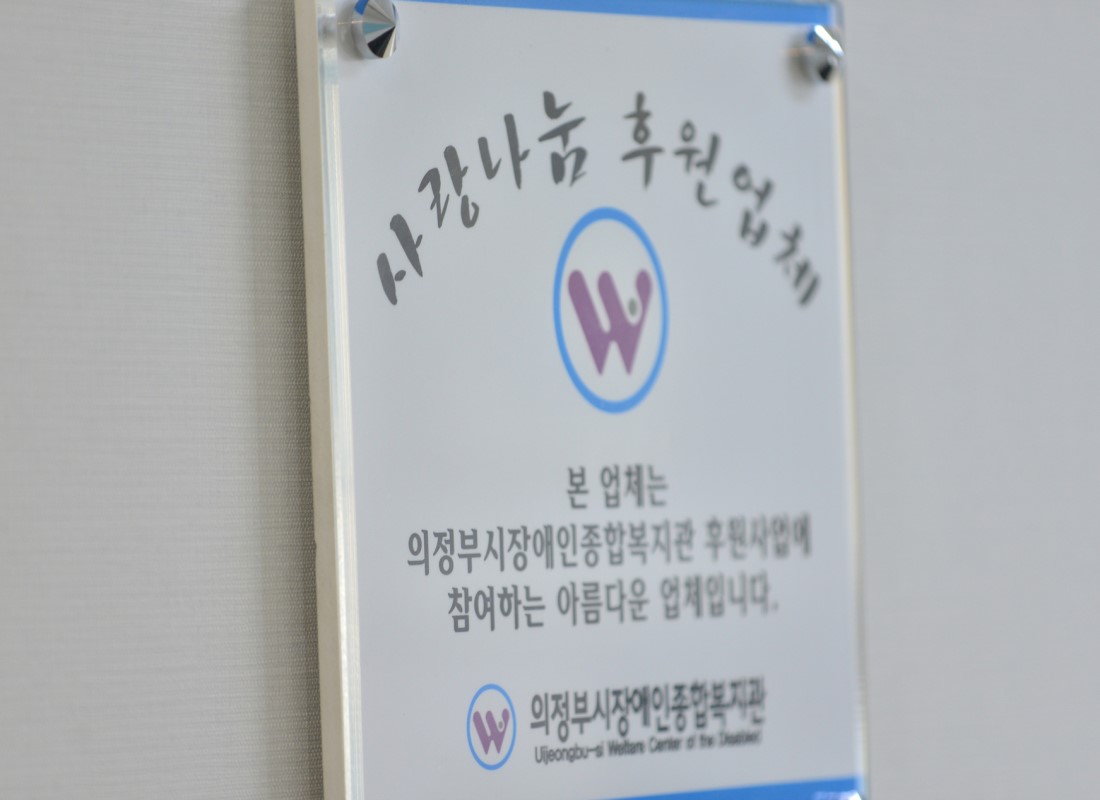 사랑나눔 후원업체
W
본 업체는
의정부시장애인종합복지관 후원사업에
참여하는 아름다운 업체입니다.
W 의정부시장애인종합복지관
Uijeongbu-si Welfare Center of the Disabled